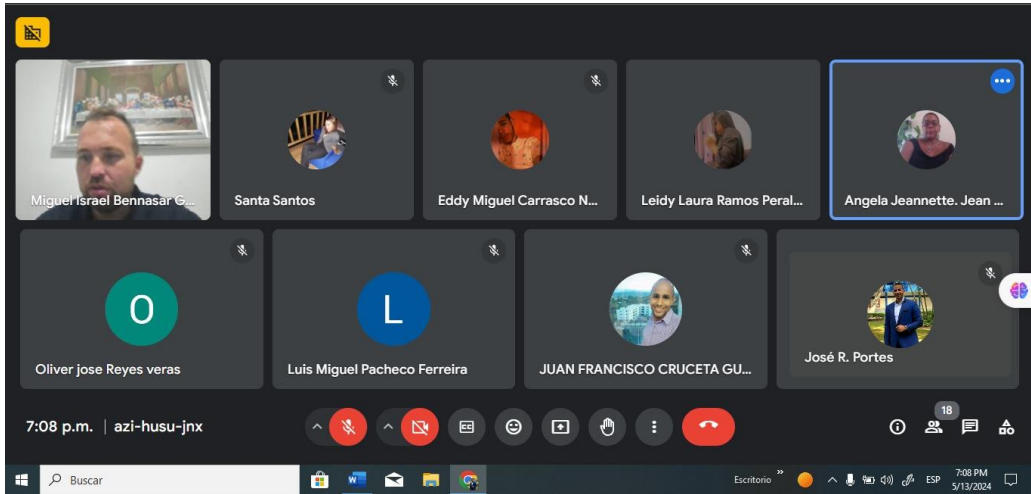 Miguel Israel Bennasar G...
Santa Santos
Eddy Miguel Carrasco N...
Leidy Laura Ramos Peral...
Angela Jeannette. Jean ...
O
L
Oliver jose Reyes veras
Luis Miguel Pacheco Ferreira
JUAN FRANCISCO CRUCETA GU...
José R. Portes
7:08 p.m. | azi-husu-jnx
18
Buscar
Escritorio
ESP
7:08 PM
5/13/2024